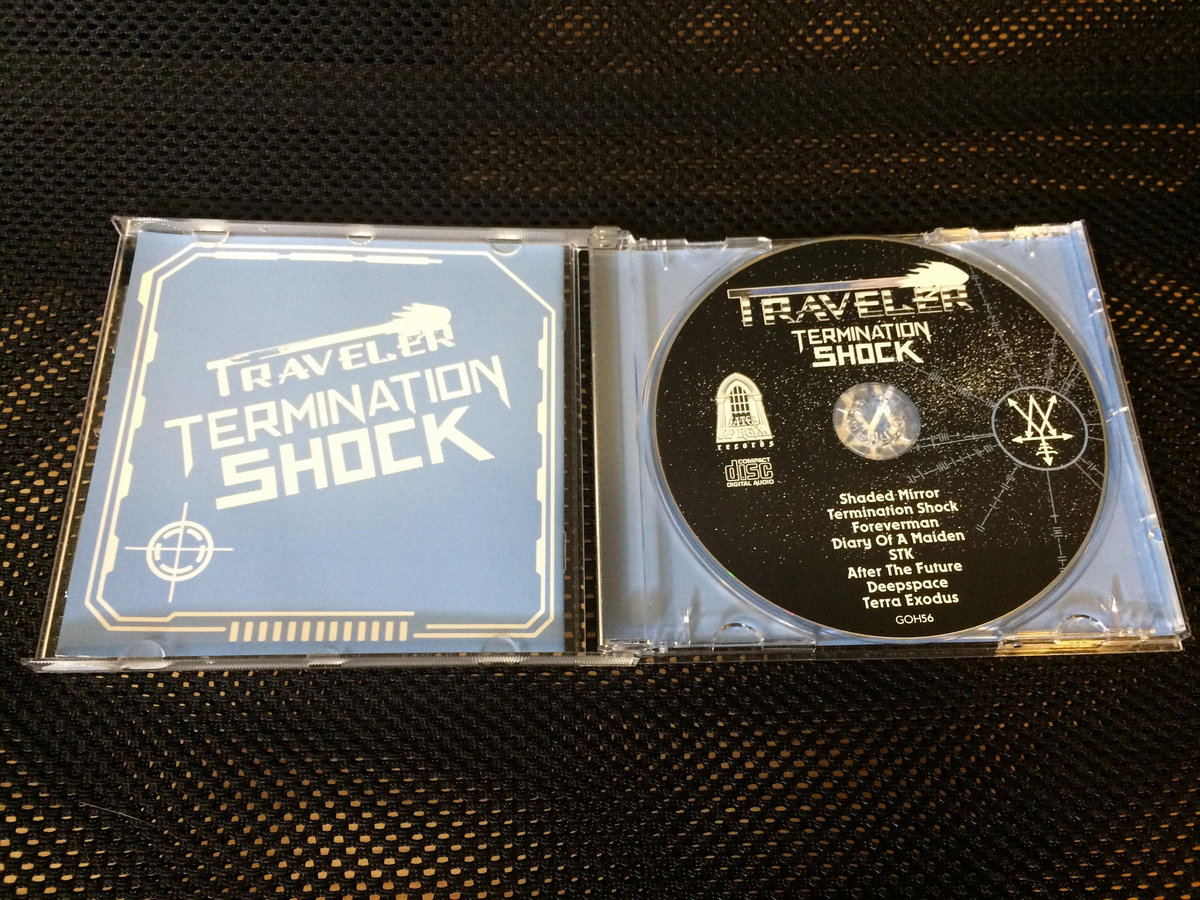 TRAVELER
TERMINATION
SHOCK
TRAVELER
TERMINATION
SHOCK
records
COMPACT
disc
DIGITAL AUDIO
Shaded Mirror
Termination Shock
Foreverman
Diary Of A Maiden
STK
After The Future
Deepspace
Terra Exodus
GOH56